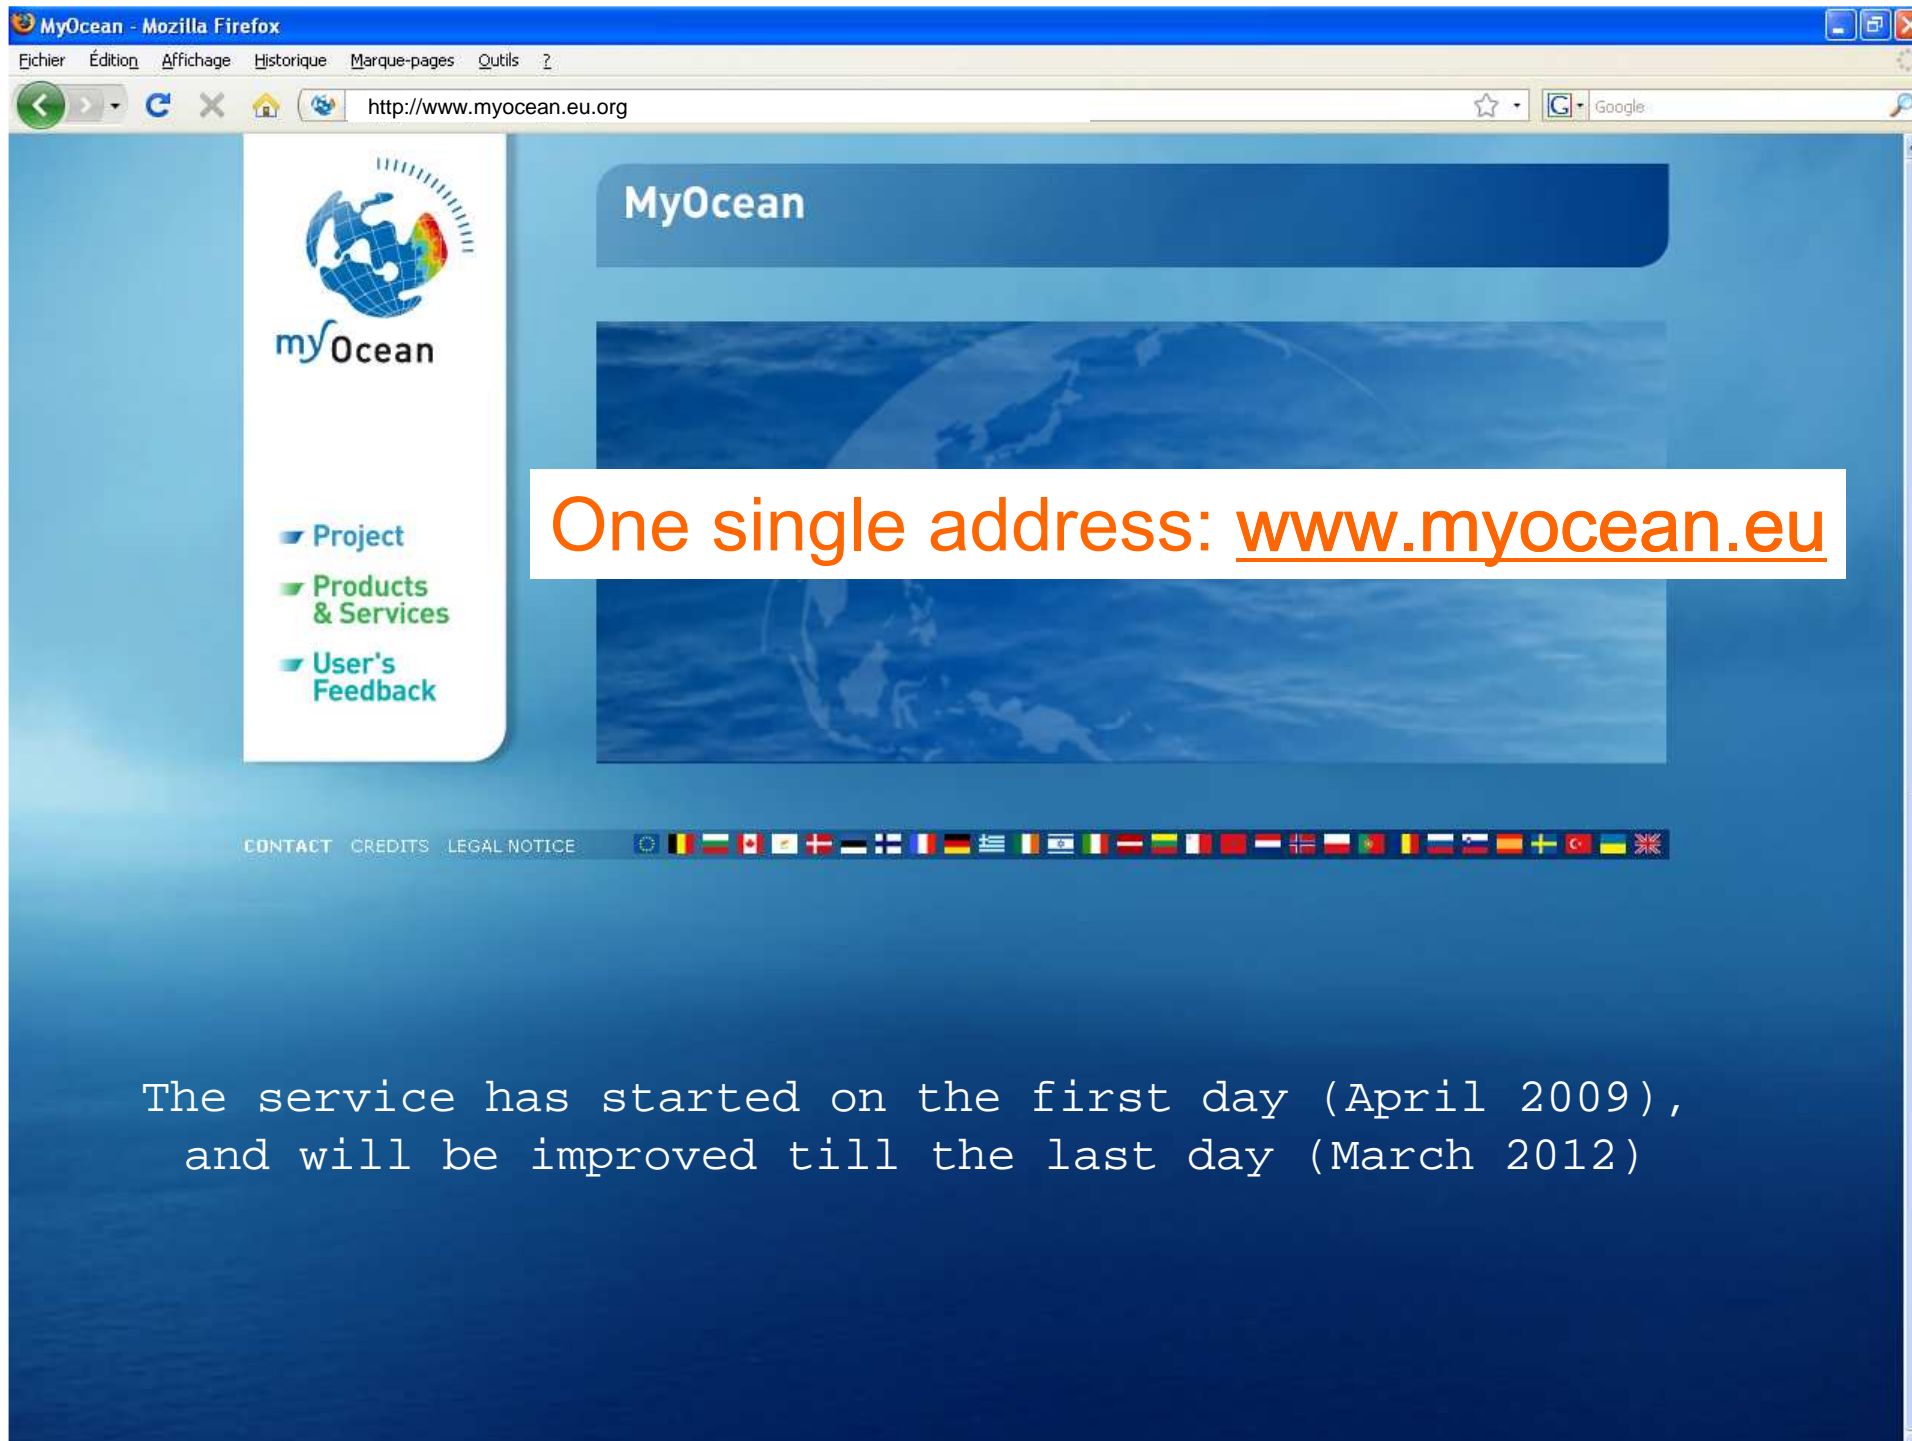 MyOcean - Mozilla Firefox
Fichier Édition Affichage Historique Marque-pages Outils ?
http://www.myocean.eu.org
G Google
my Ocean
MyOcean
One single address: www.myocean.eu
Project
Products
& Services
User's
Feedback
CONTACT CREDITS LEGAL NOTICE
The service has started on the first day (April 2009),
and will be improved till the last day (March 2012)